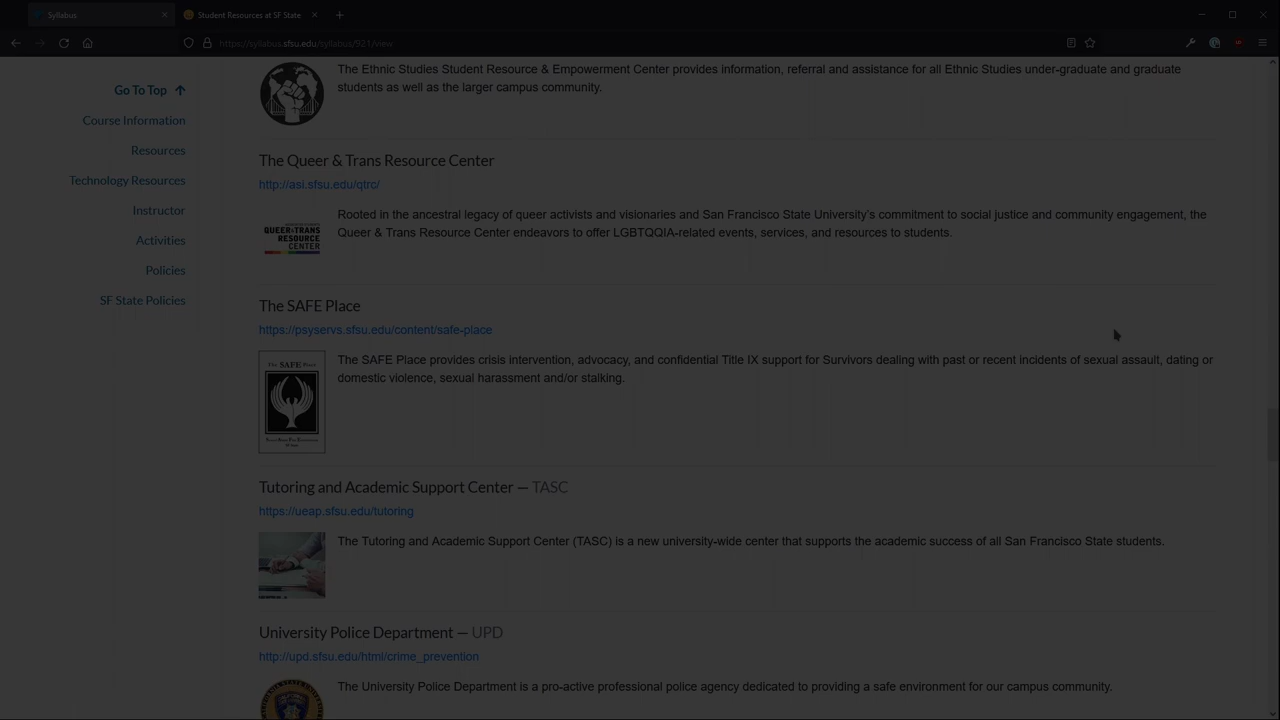 Syllabus
Student Resources at SF State
https://syllabus.sfsu.edu/syllabus/921/view
Go To Top
Course Information
Resources
Technology Resources
Instructor
Activities
Policies
SF State Policies
The Ethnic Studies Student Resource & Empowerment Center provides information, referral and assistance for all Ethnic Studies under-graduate and graduate
students as well as the larger campus community.
The Queer & Trans Resource Center
http://asi.sfsu.edu/qtrc/
QUEER & TRANS
RESOURCE
CENTER
Rooted in the ancestral legacy of queer activists and visionaries and San Francisco State University's commitment to social justice and community engagement, the
Queer & Trans Resource Center endeavors to offer LGBTQQIA-related events, services, and resources to students.
The SAFE Place
https://psyservs.sfsu.edu/content/safe-place
The SAFE Place
The SAFE Place provides crisis intervention, advocacy, and confidential Title IX support for Survivors dealing with past or recent incidents of sexual assault, dating or
domestic violence, sexual harassment and/or stalking.
Tutoring and Academic Support Center — TASC
https://ueap.sfsu.edu/tutoring
The Tutoring and Academic Support Center (TASC) is a new university-wide center that supports the academic success of all San Francisco State students.
University Police Department — UPD
http://upd.sfsu.edu/html/crime_prevention
The University Police Department is a pro-active professional police agency dedicated to providing a safe environment for our campus community.